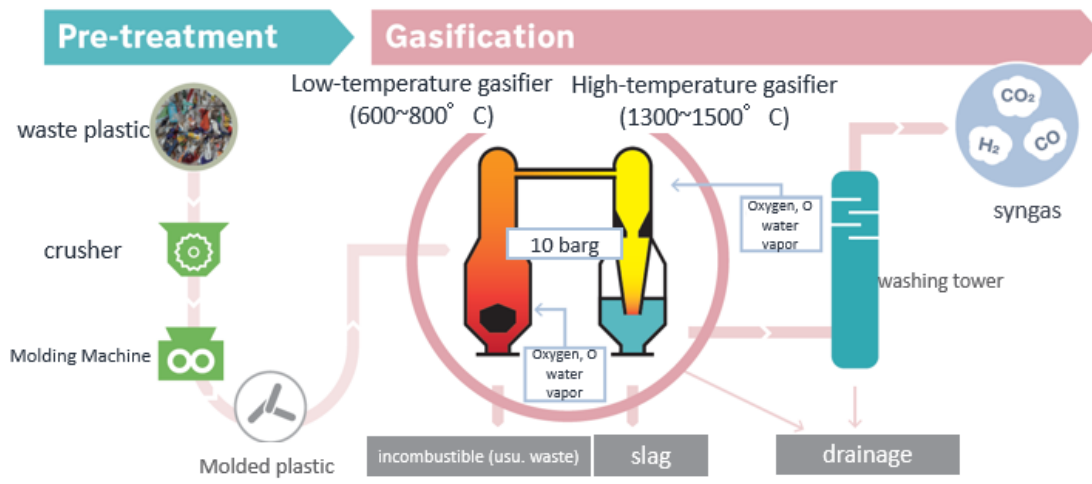 Pre-treatment
Gasification
Low-temperature gasifier
(600~800° C)
High-temperature gasifier
(1300~1500° C)
waste plastic
crusher
Molding Machine
Molded plastic
10 barg
Oxygen, O
water
vapor
Oxygen, O
water
vapor
incombustible (usu. waste)
slag
drainage
washing tower
CO₂
H₂
CO
syngas